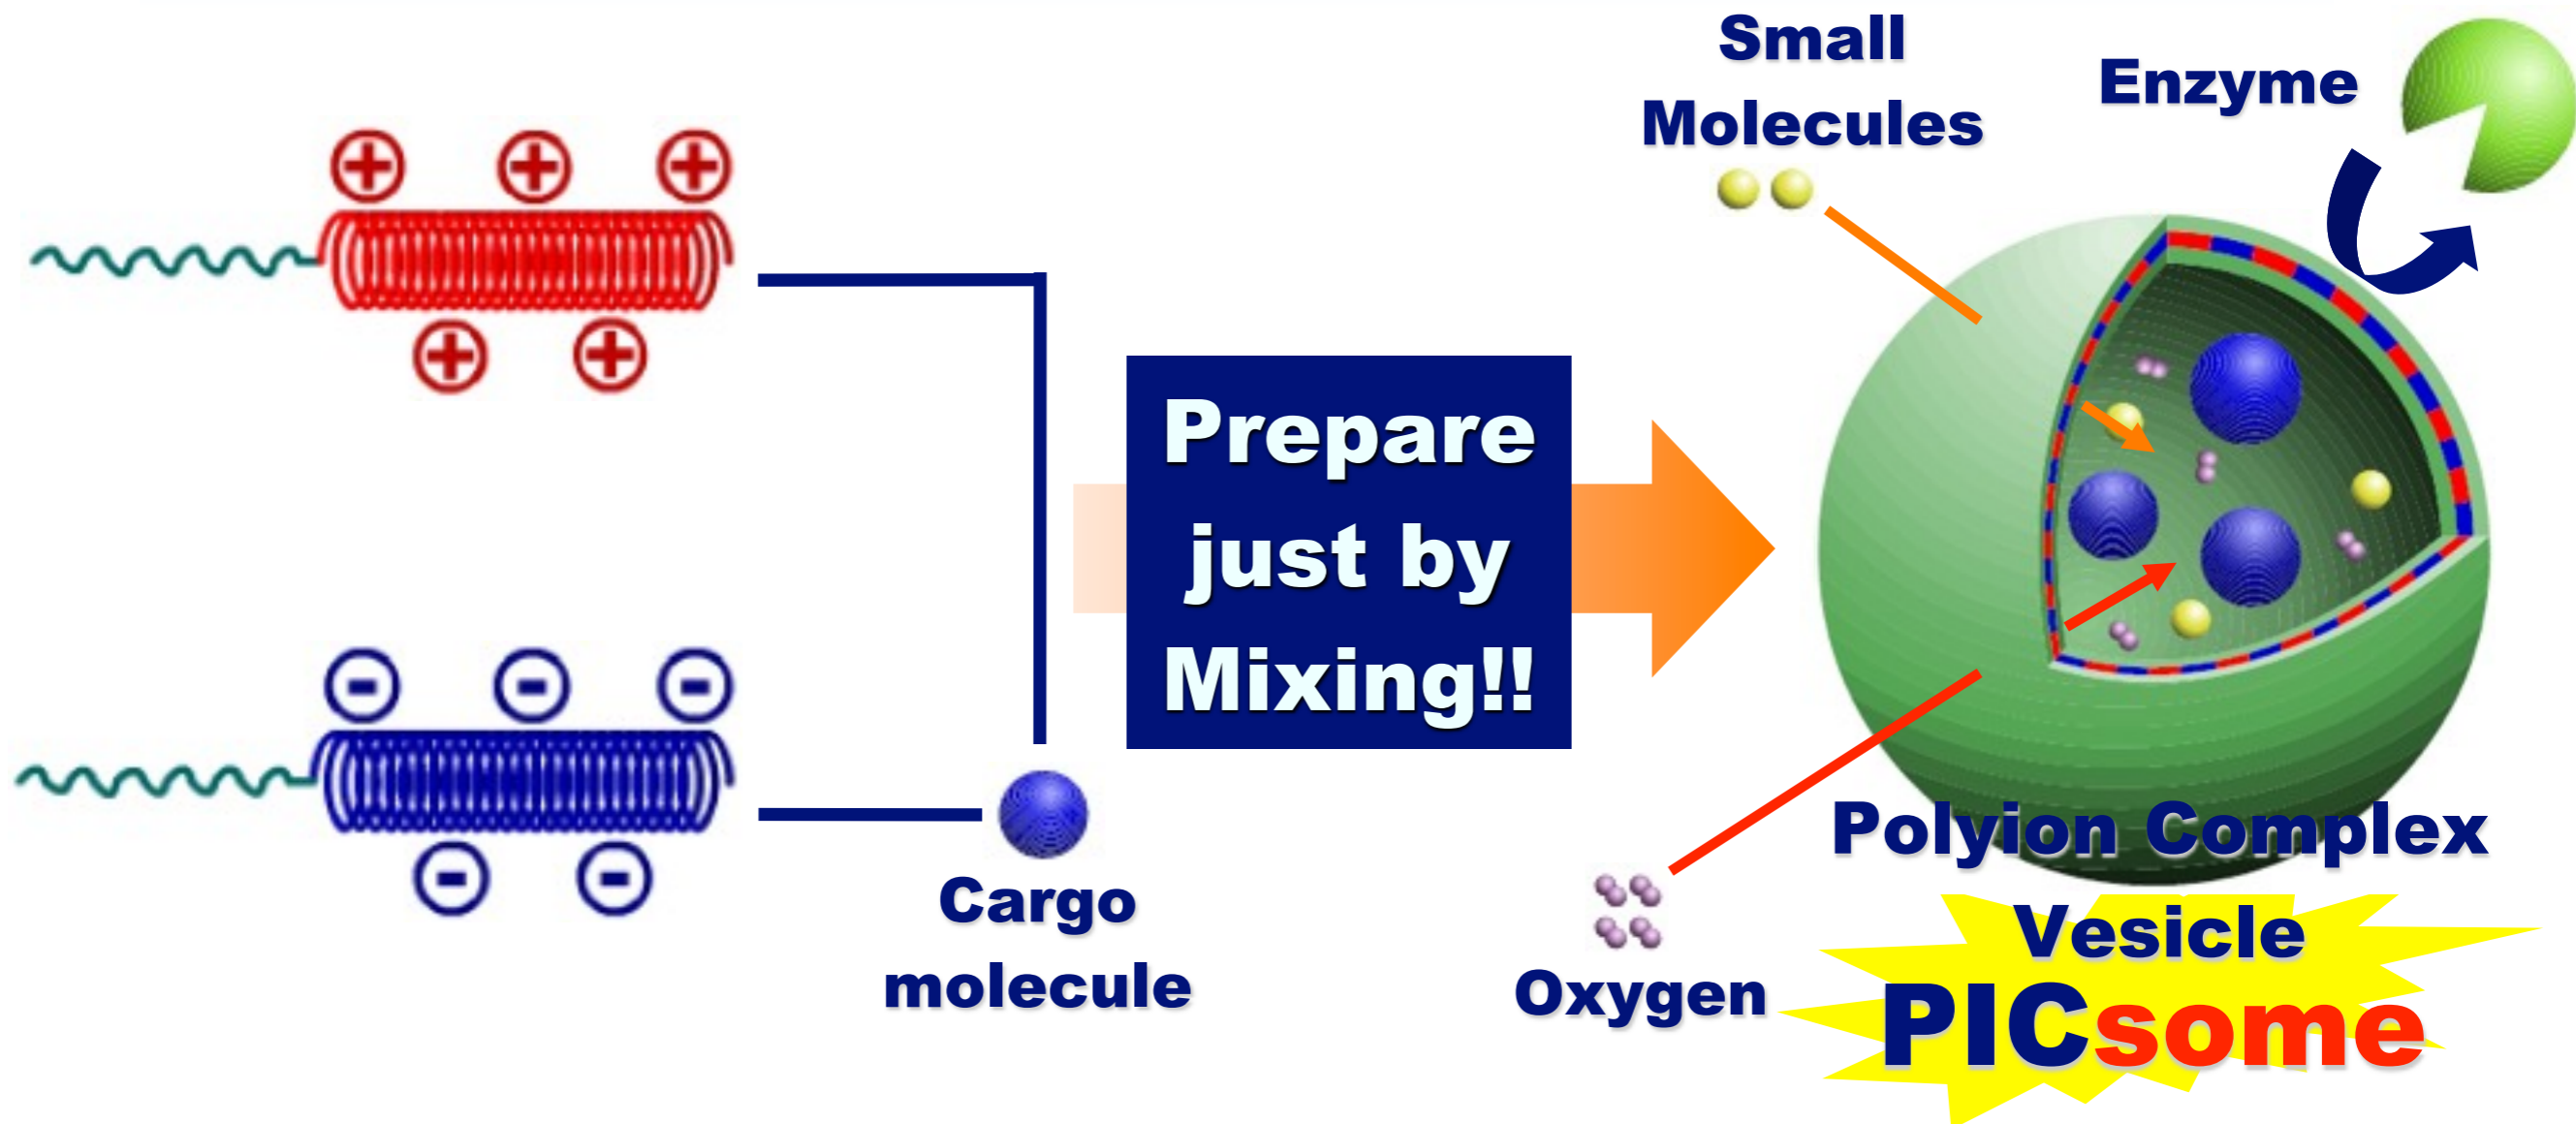 Small
Molecules
Enzyme
Prepare
just by
Mixing!!
Cargo
molecule
Oxygen
Polyion Complex
Vesicle
PICsome